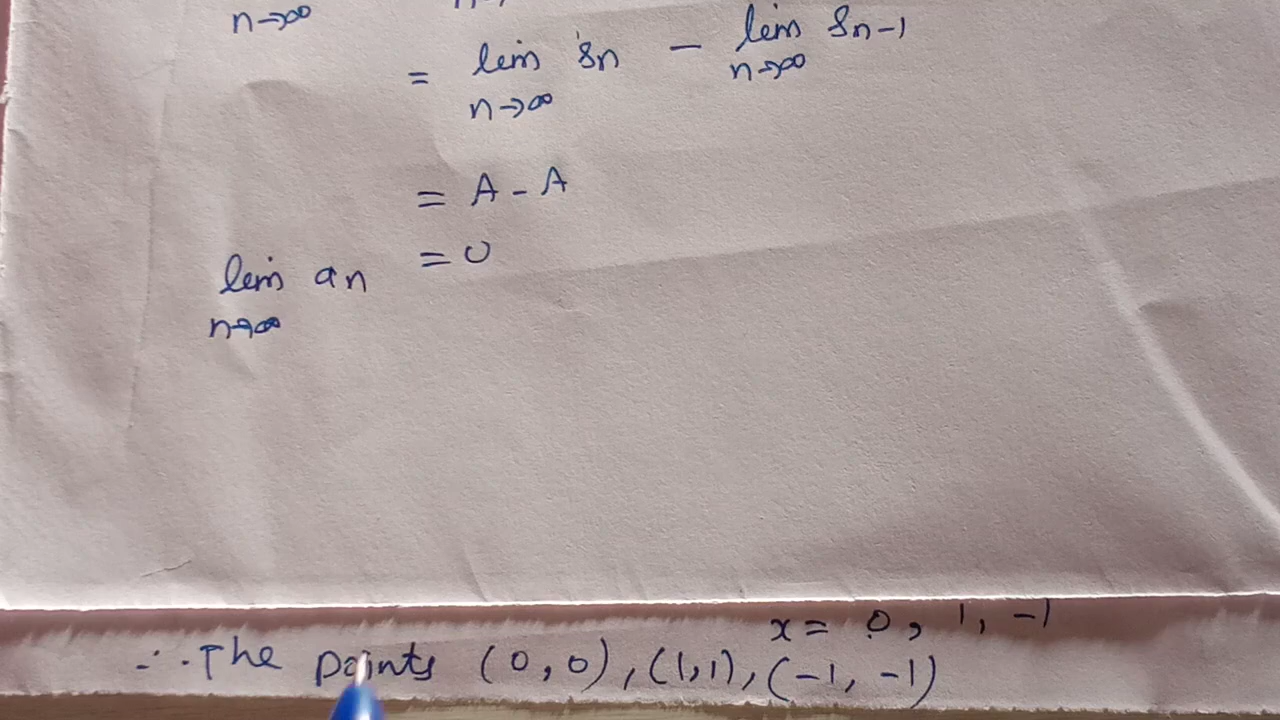 n→∞
= lim Sn - lim Sn-1
n→∞ n→∞
= A - A
lim an = 0
n→∞
x = 0, 1, -1
∴ The points (0,0), (1,1), (-1, -1)